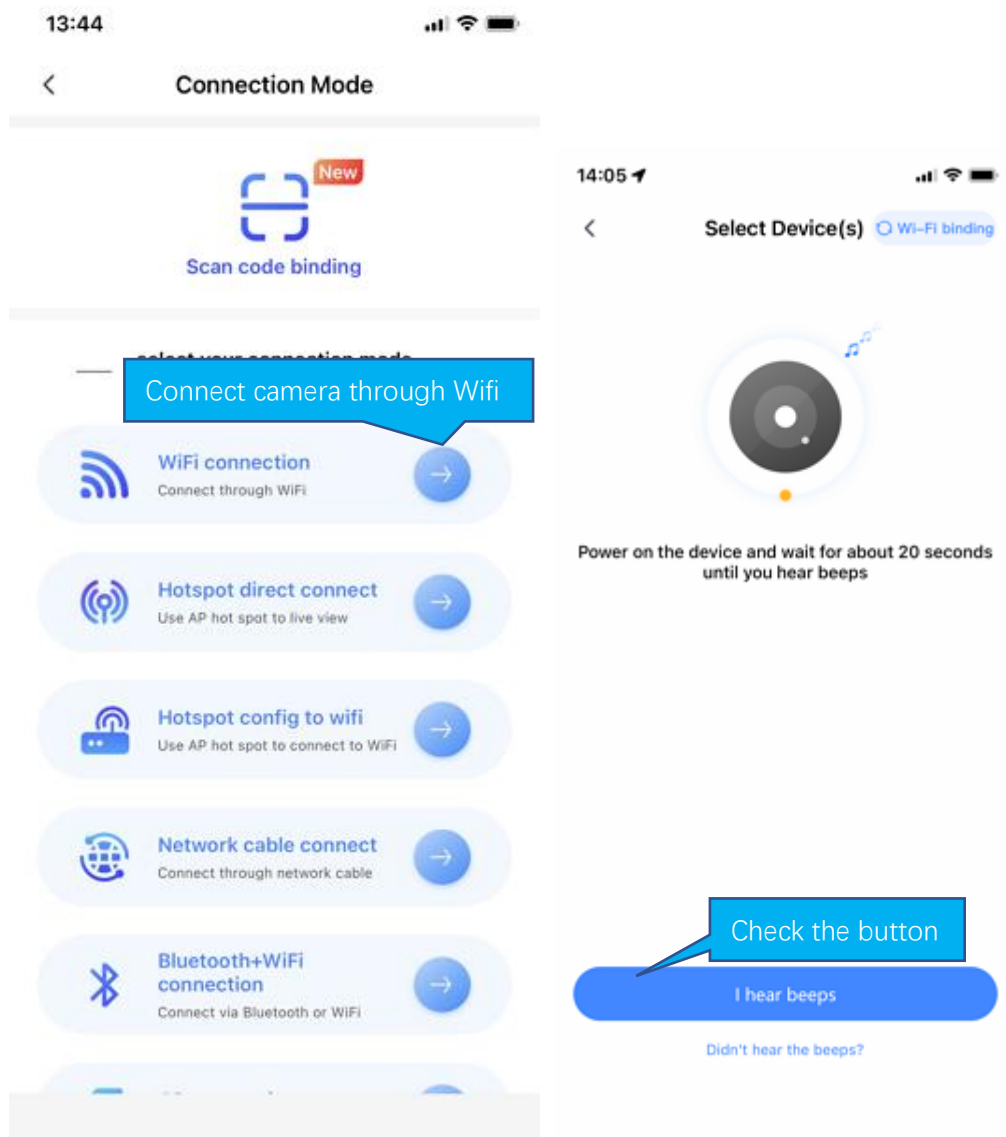 13:44
Connection Mode
New
Scan code binding
Connect camera through Wifi
WiFi connection
Connect through WiFi
Hotspot direct connect
Use AP hot spot to live view
Hotspot config to wifi
Use AP hot spot to connect to WiFi
Network cable connect
Connect through network cable
Bluetooth+WiFi
connection
Connect via Bluetooth or WiFi
14:05
Select Device(s)
Wi-Fi binding
Power on the device and wait for about 20 seconds
until you hear beeps
Check the button
I hear beeps
Didn't hear the beeps?